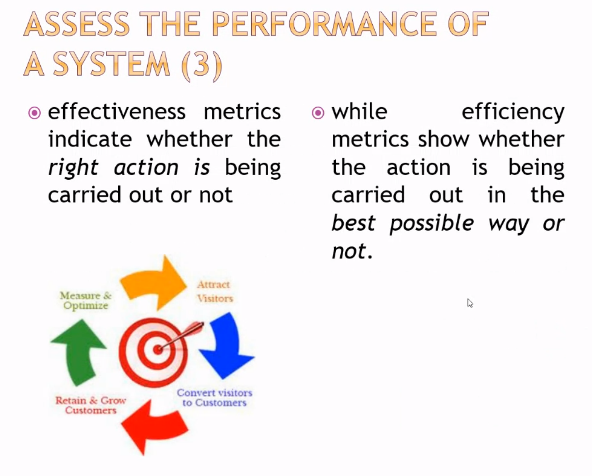 ASSESS THE PERFORMANCE OF
A SYSTEM (3)
effectiveness metrics
indicate whether the
right action is being
carried out or not
while efficiency
metrics show whether
the action is being
carried out in the
best possible way or
not.
Attract
Visitors
Measure &
Optimize
Convert visitors
to Customers
Retain & Grow
Customers